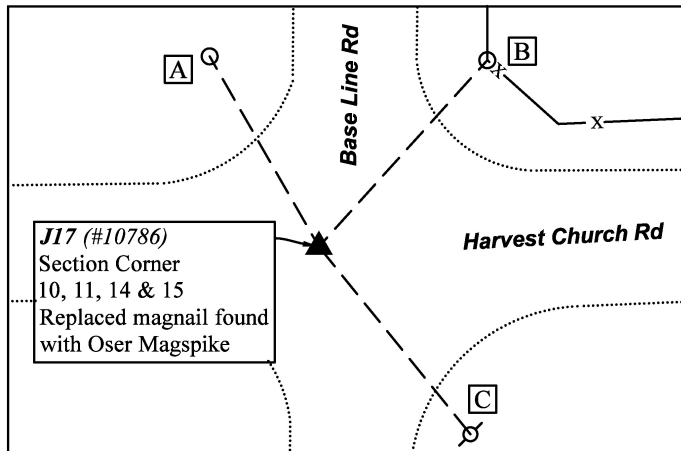 A
B
Base Line Rd
x
x
J17 (#10786)
Section Corner
10, 11, 14 & 15
Replaced magnail found
with Oser Magspike
Harvest Church Rd
C